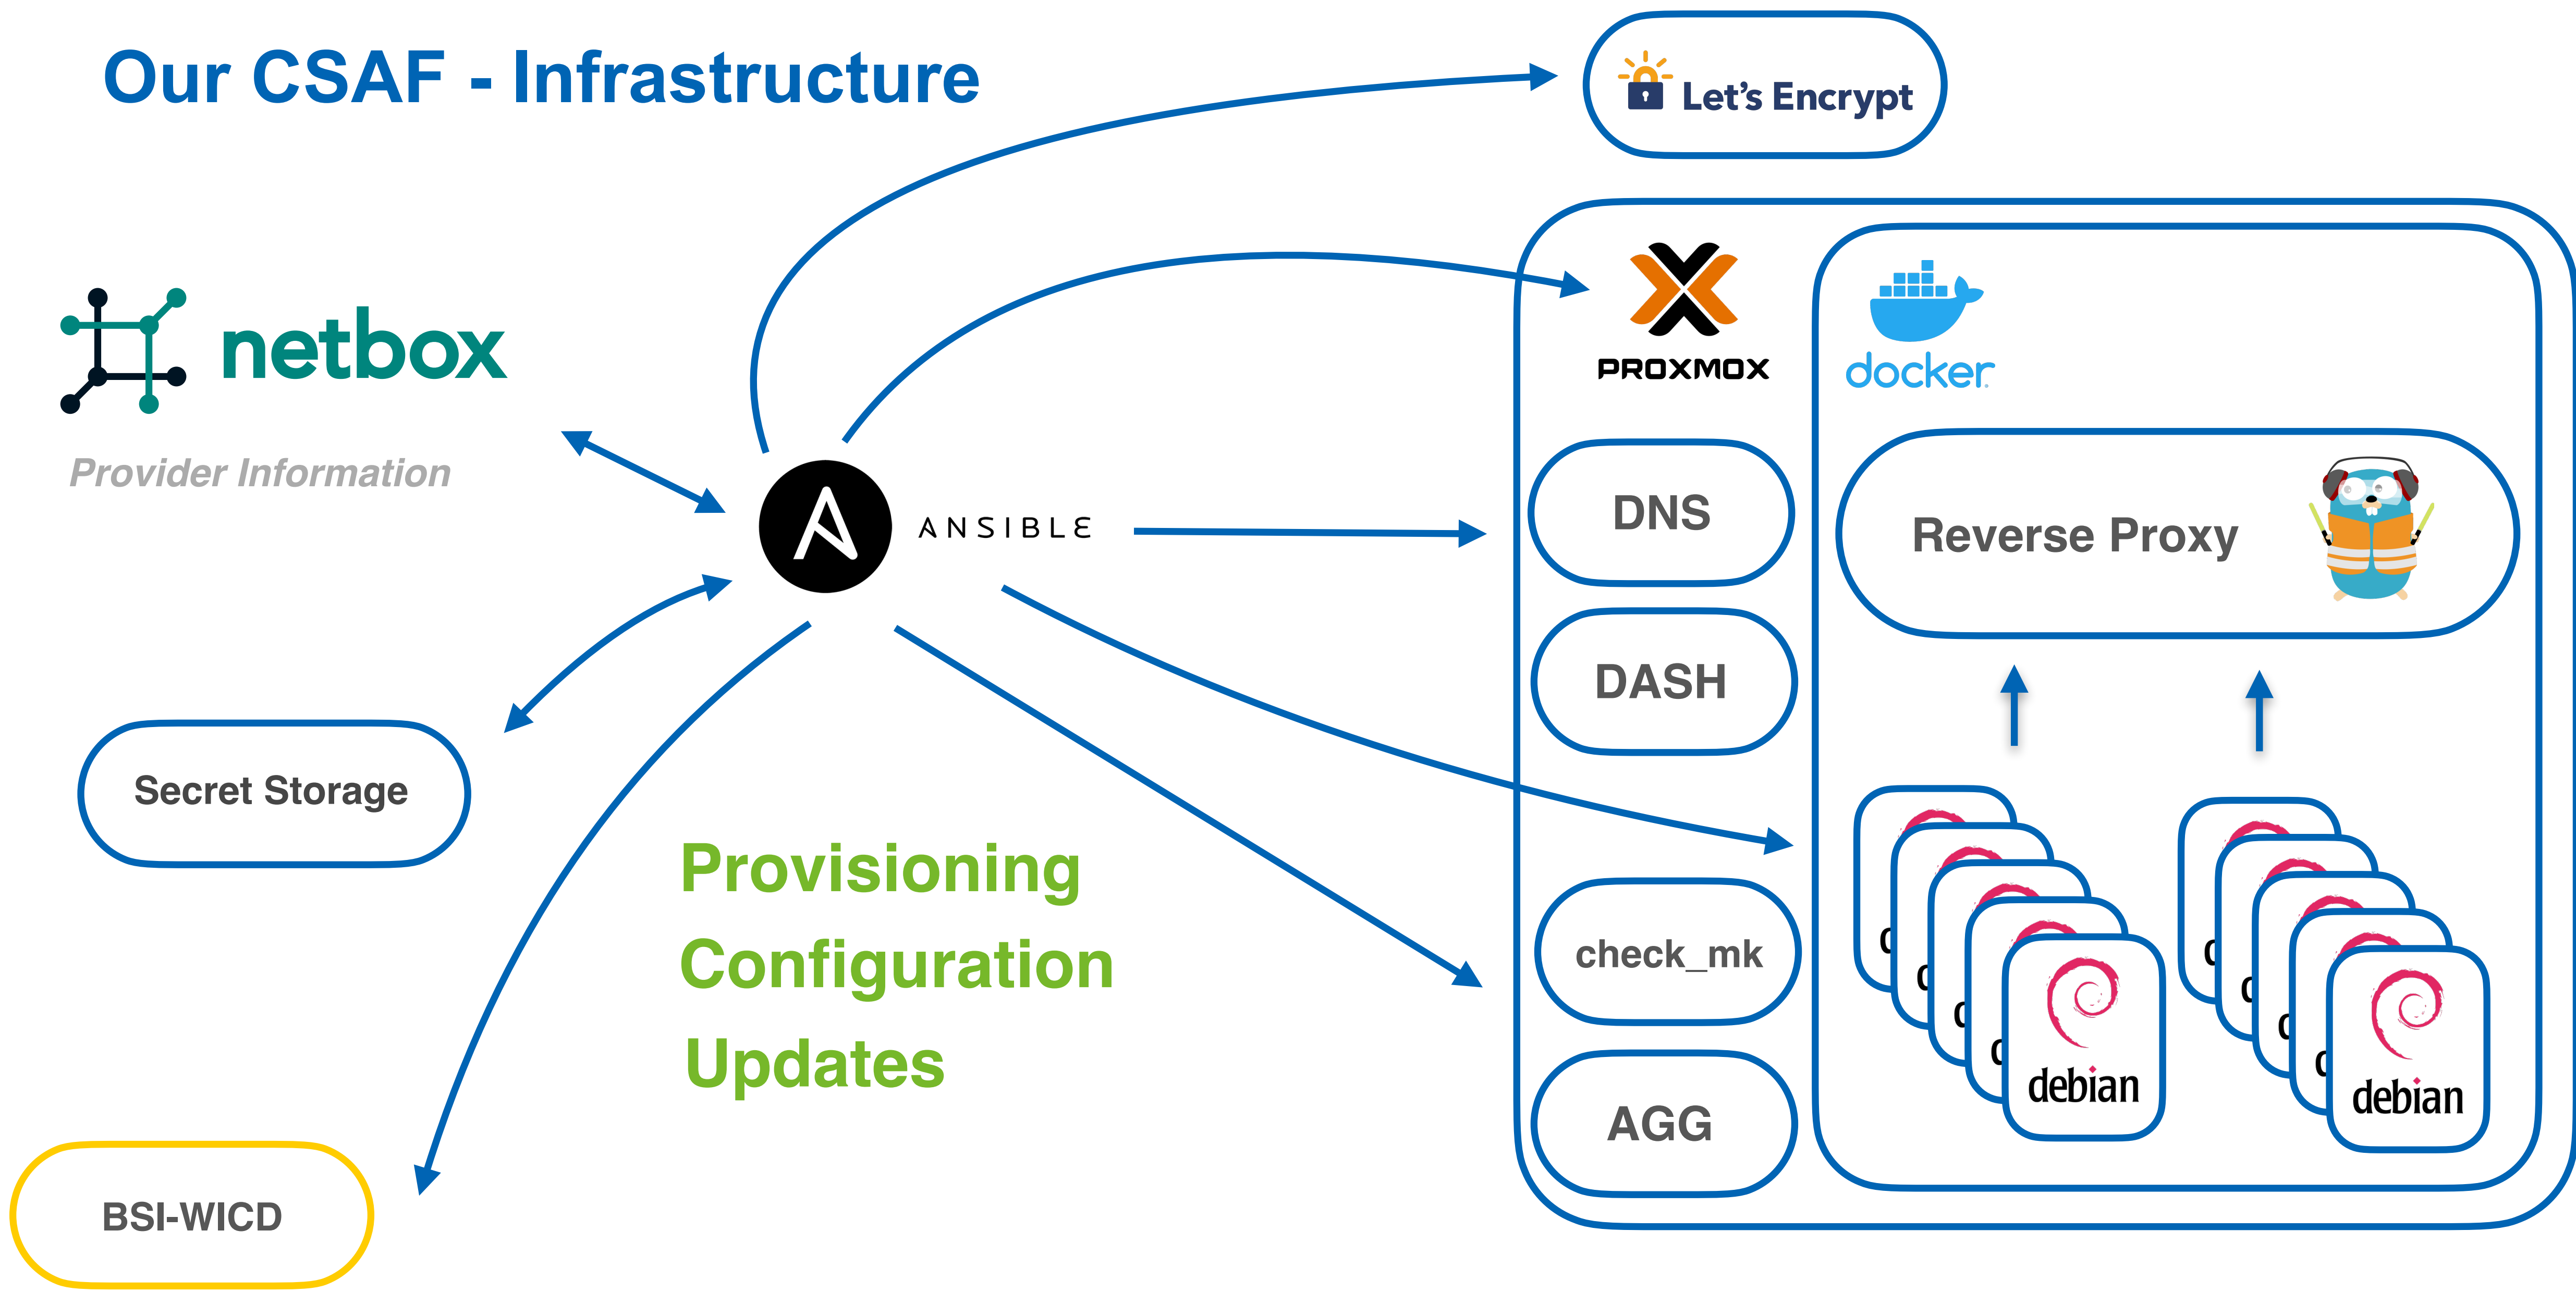 Our CSAF - Infrastructure
Let's Encrypt
netbox
Provider Information
PROXMOX
docker
ANSIBLE
DNS
Reverse Proxy
DASH
Secret Storage
Provisioning
Configuration
Updates
check_mk
AGG
debian
debian
BSI-WICD